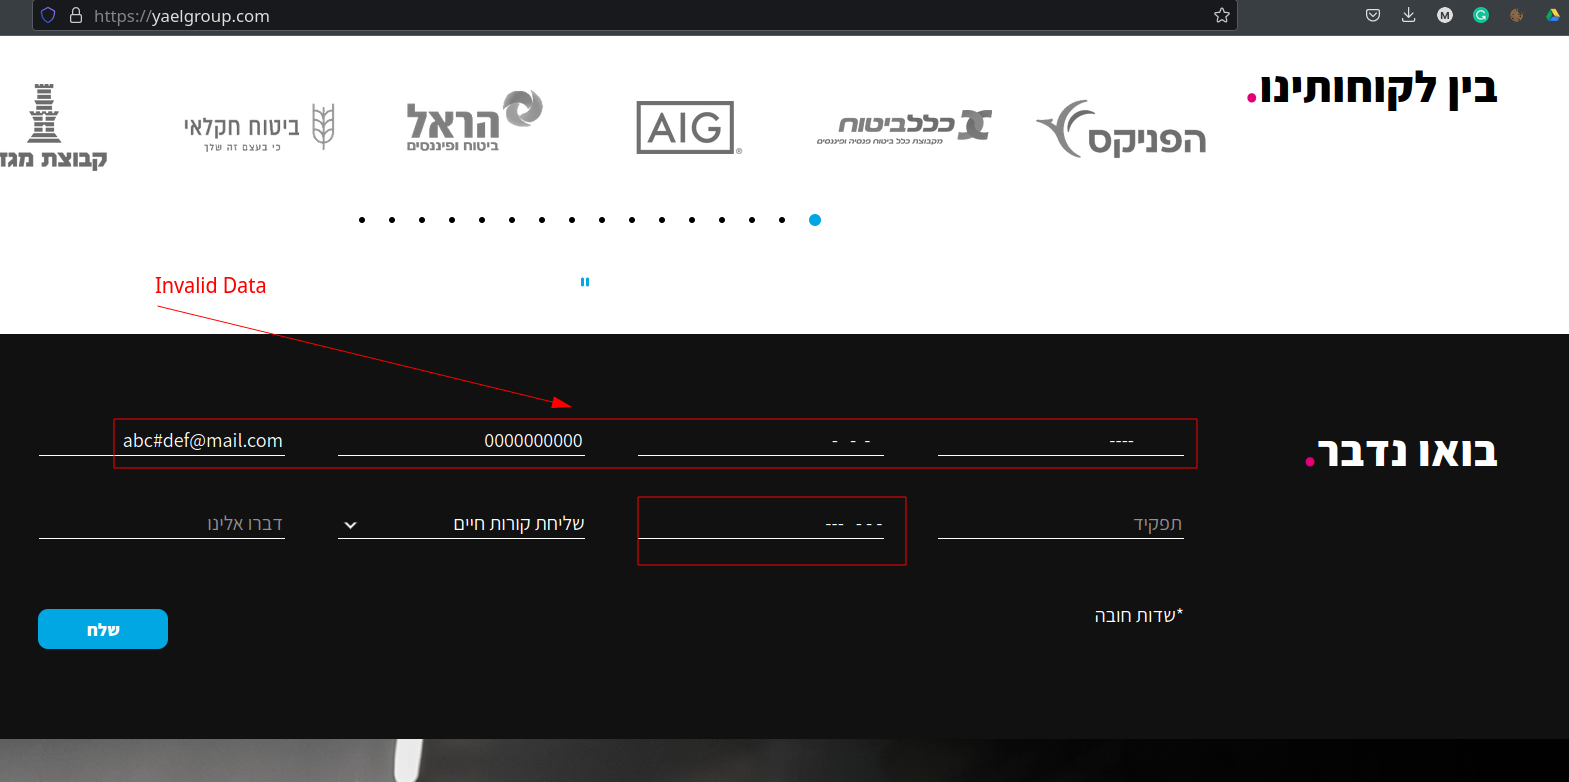 https://yaelgroup.com
בין לקוחותינו.
הפניקס
כללביטוח
מקבוצת כלל ביטוח פנסיה ופיננסים
AIG
הראל
ביטוח ופיננסים
ביטוח חקלאי
כי בעצם זה שלך
קבוצת מגד
Invalid Data
בואו נדבר.
----
- - -
0000000000
abc#def@mail.com
תפקיד
- - - ---
שליחת קורות חיים
דברו אלינו
*שדות חובה
שלח